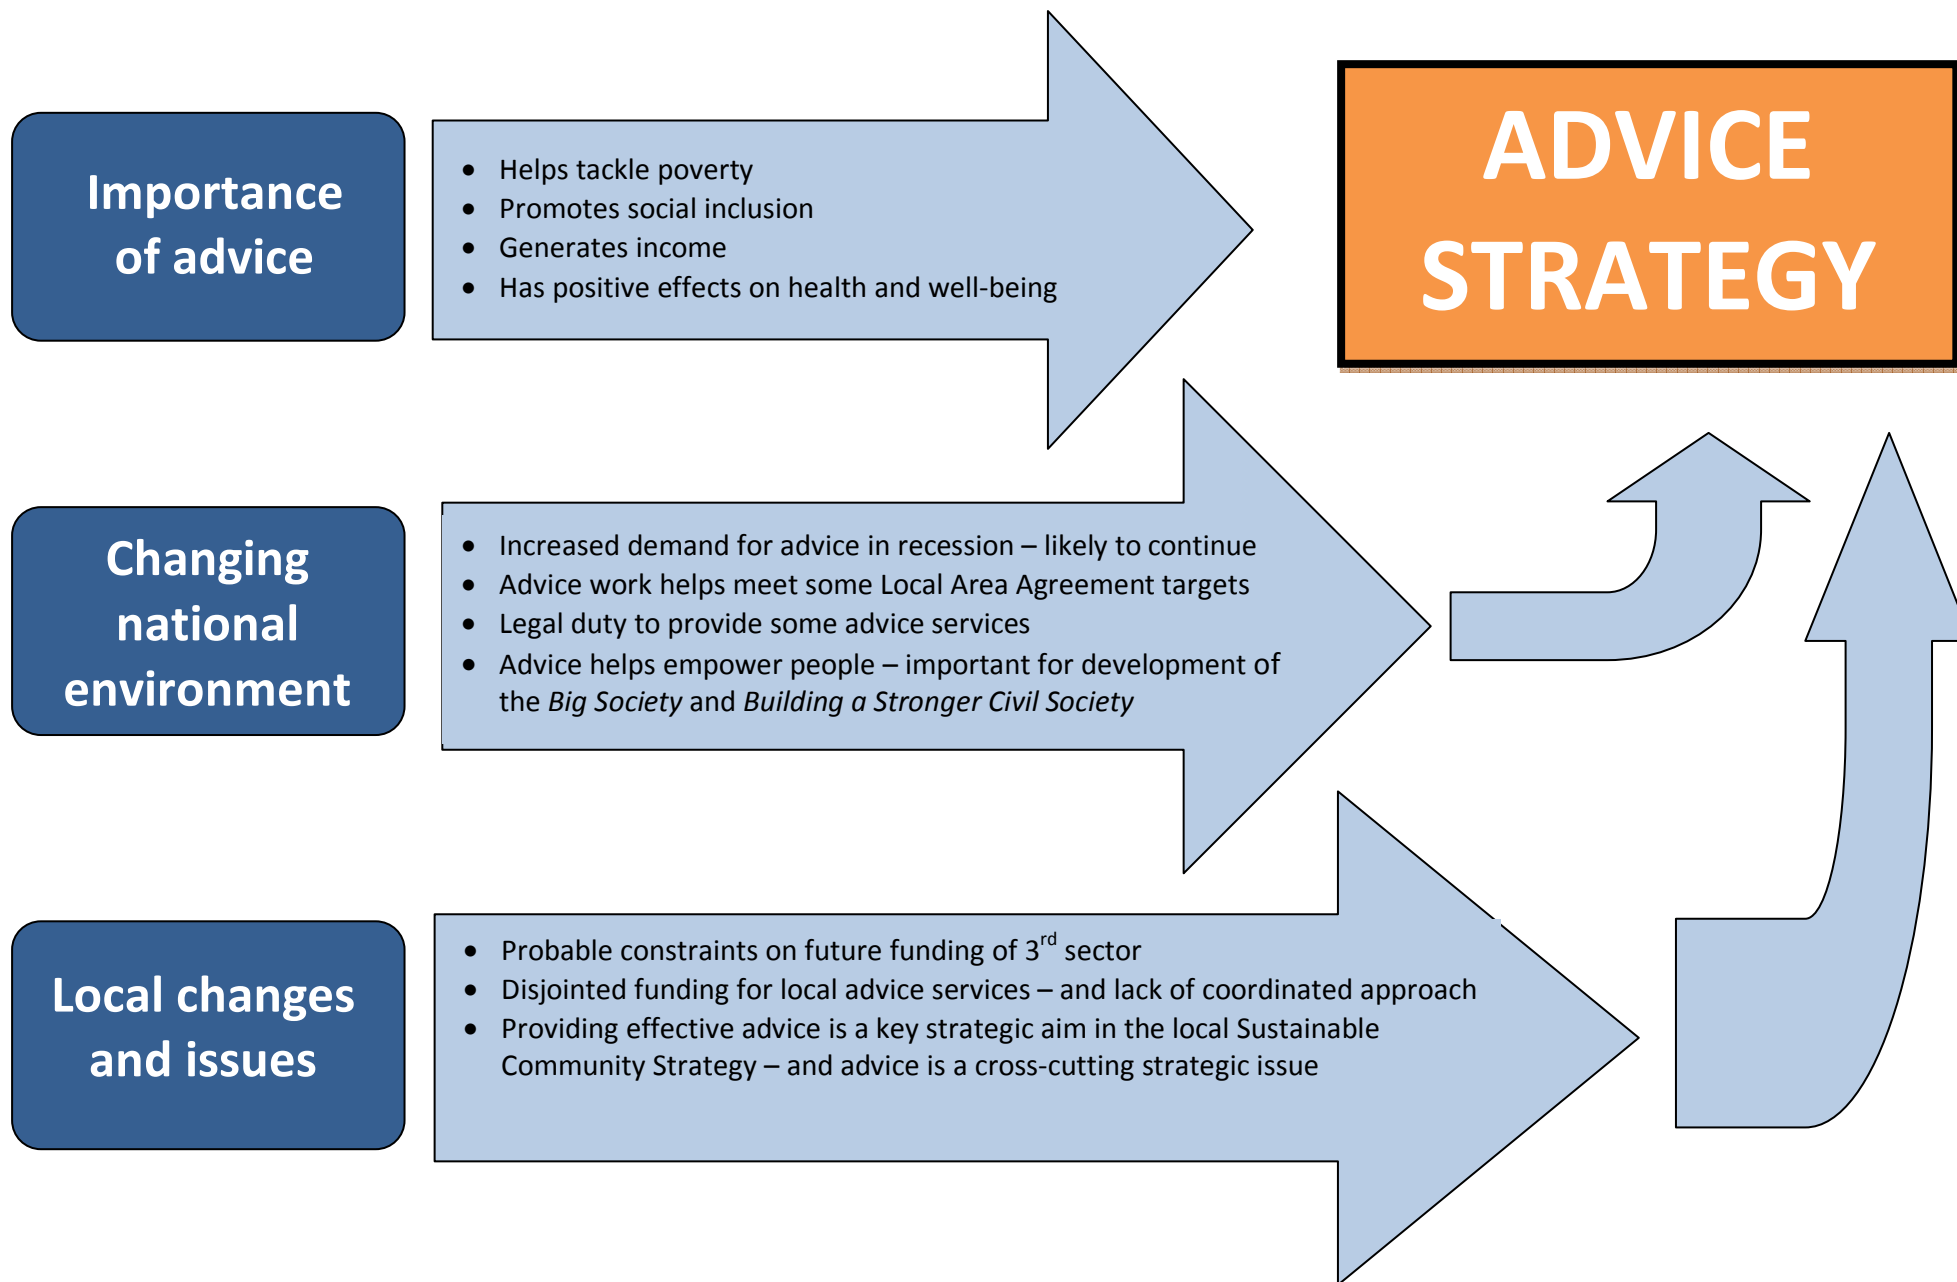 Importance
of advice
• Helps tackle poverty
• Promotes social inclusion
• Generates income
• Has positive effects on health and well-being
ADVICE
STRATEGY
Changing
national
environment
• Increased demand for advice in recession – likely to continue
• Advice work helps meet some Local Area Agreement targets
• Legal duty to provide some advice services
• Advice helps empower people – important for development of
the Big Society and Building a Stronger Civil Society
Local changes
and issues
• Probable constraints on future funding of 3rd sector
• Disjointed funding for local advice services – and lack of coordinated approach
• Providing effective advice is a key strategic aim in the local Sustainable
Community Strategy – and advice is a cross-cutting strategic issue